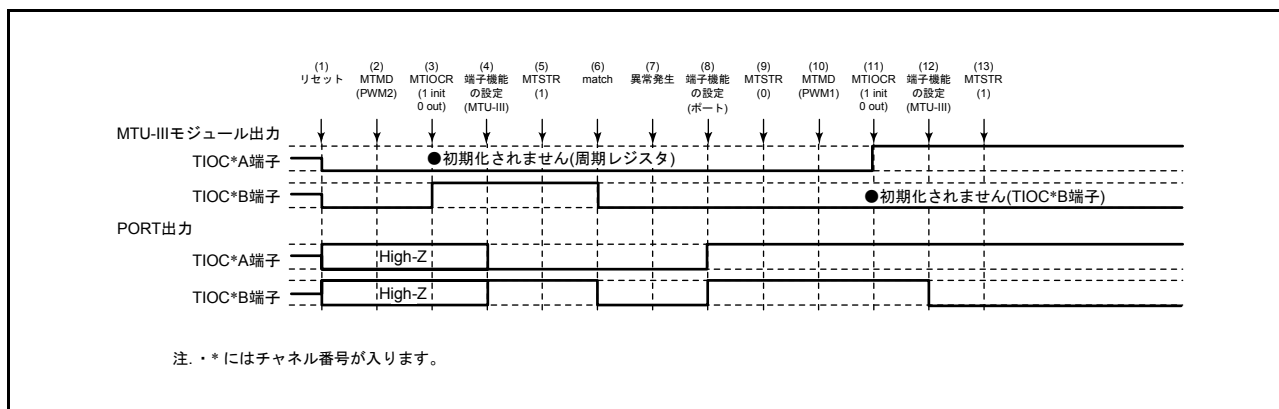 (1)
リセット
(2)
MTMD
(PWM2)
(3)
MTIOCR
(1 init
0 out)
(4)
端子機能
の設定
(MTU-III)
(5)
MTSTR
(1)
(6)
match
(7)
異常発生
(8)
端子機能
の設定
(ポート)
(9)
MTSTR
(0)
(10)
MTMD
(PWM1)
(11)
MTIOCR
(1 init
0 out)
(12)
端子機能
の設定
(MTU-III)
(13)
MTSTR
(1)
MTU-IIIモジュール出力
TIOC*A端子
●初期化されません(周期レジスタ)
TIOC*B端子
●初期化されません(TIOC*B端子)
PORT出力
TIOC*A端子
High-Z
TIOC*B端子
High-Z
注. ・* にはチャネル番号が入ります。